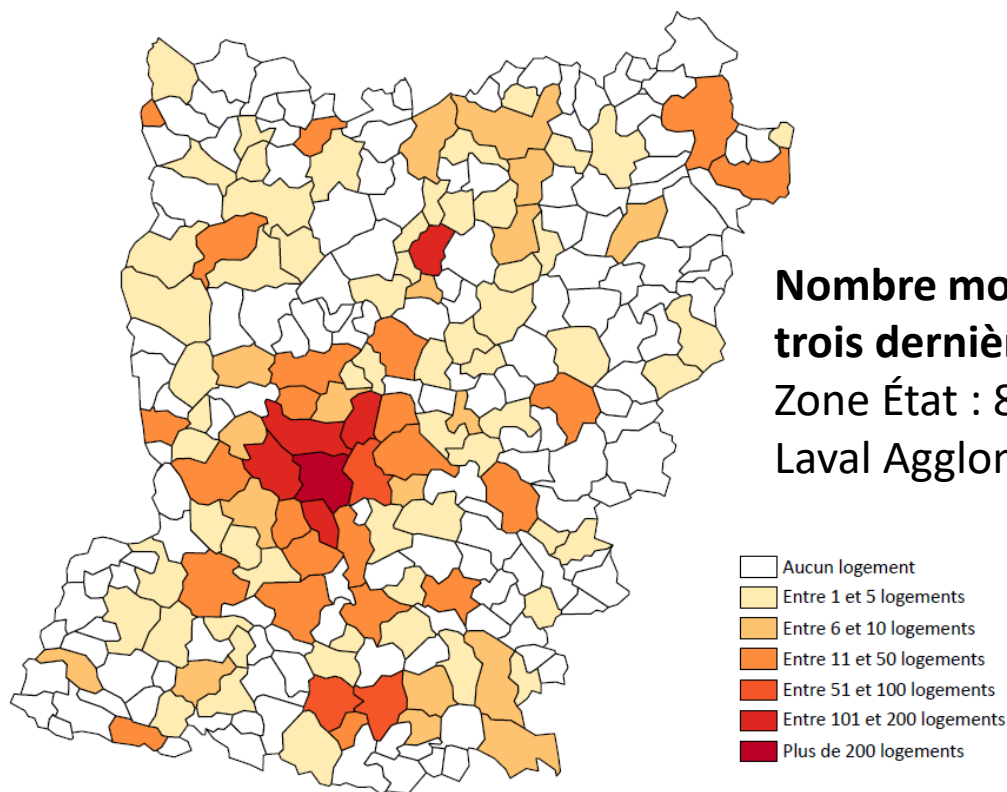 Nombre mo
trois dernièr
Zone État : 8
Laval Agglor
Aucun logement
Entre 1 et 5 logements
Entre 6 et 10 logements
Entre 11 et 50 logements
Entre 51 et 100 logements
Entre 101 et 200 logements
Plus de 200 logements